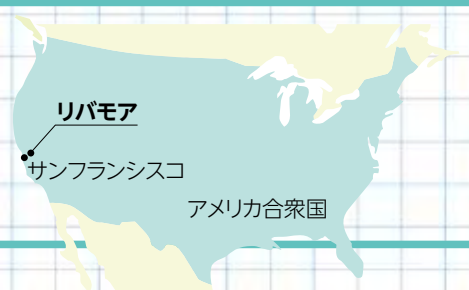 リバモア
サンフランシスコ
アメリカ合衆国